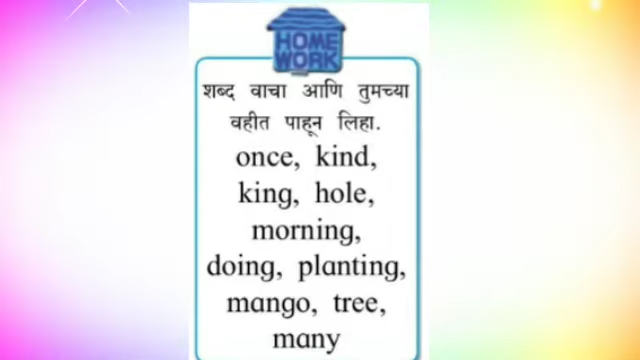 HOME
WORK
शब्द वाचा आणि तुमच्या
वहीत पाहून लिहा.
once, kind,
king, hole,
morning,
doing, planting,
mango, tree,
many